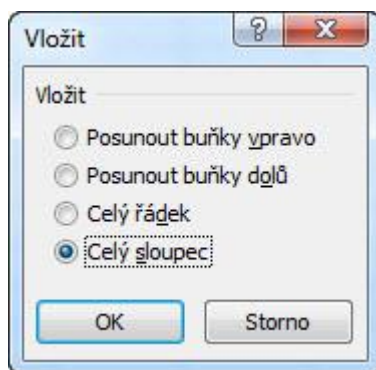 Vložit
Vložit
Posunout buňky vpravo
Posunout buňky dolů
Celý řádek
Celý sloupec
OK
Storno